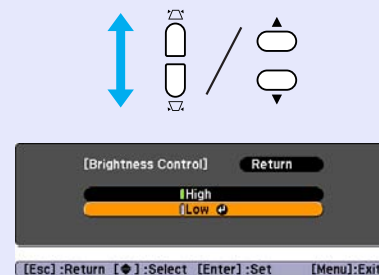 [Brightness Control] Return
High
Low
[Esc] :Return [◆] :Select [Enter] :Set [Menu]:Exit